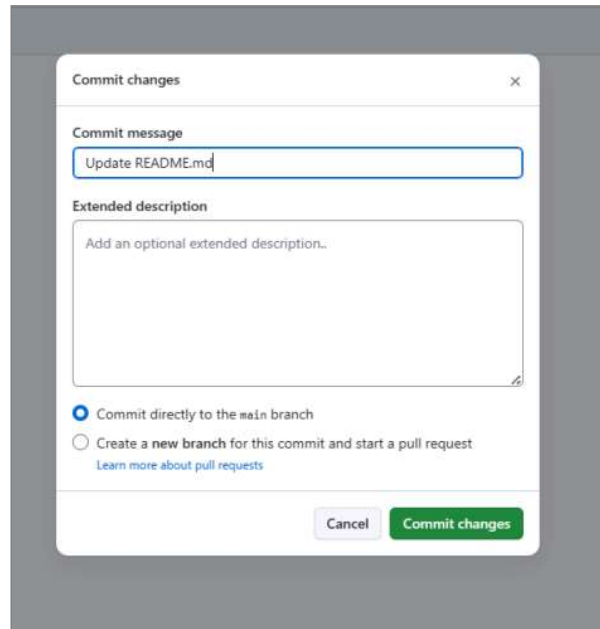 Commit changes
Commit message
Update README.md
Extended description
Add an optional extended description..
Commit directly to the main branch
Create a new branch for this commit and start a pull request
Learn more about pull requests
Cancel
Commit changes